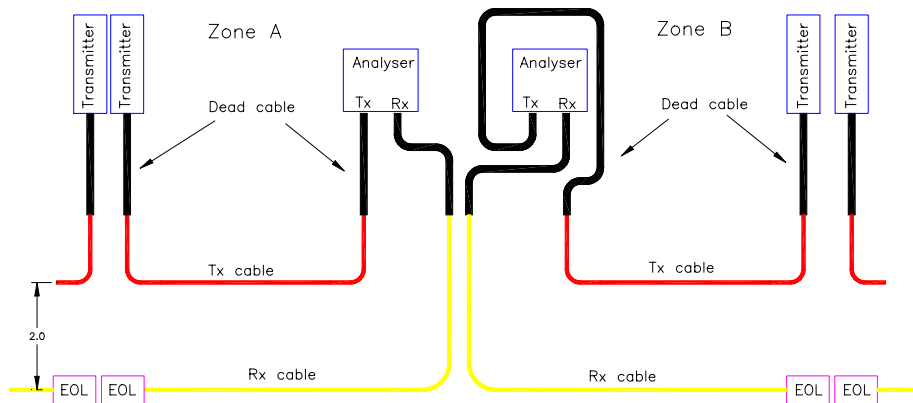 Transmitter
Transmitter
Zone A
Analyser
Tx Rx
Dead cable
Analyser
Tx Rx
Zone B
Dead cable
Transmitter
Transmitter
Tx cable
Tx cable
2.0
Rx cable
Rx cable
EOL
EOL
EOL
EOL